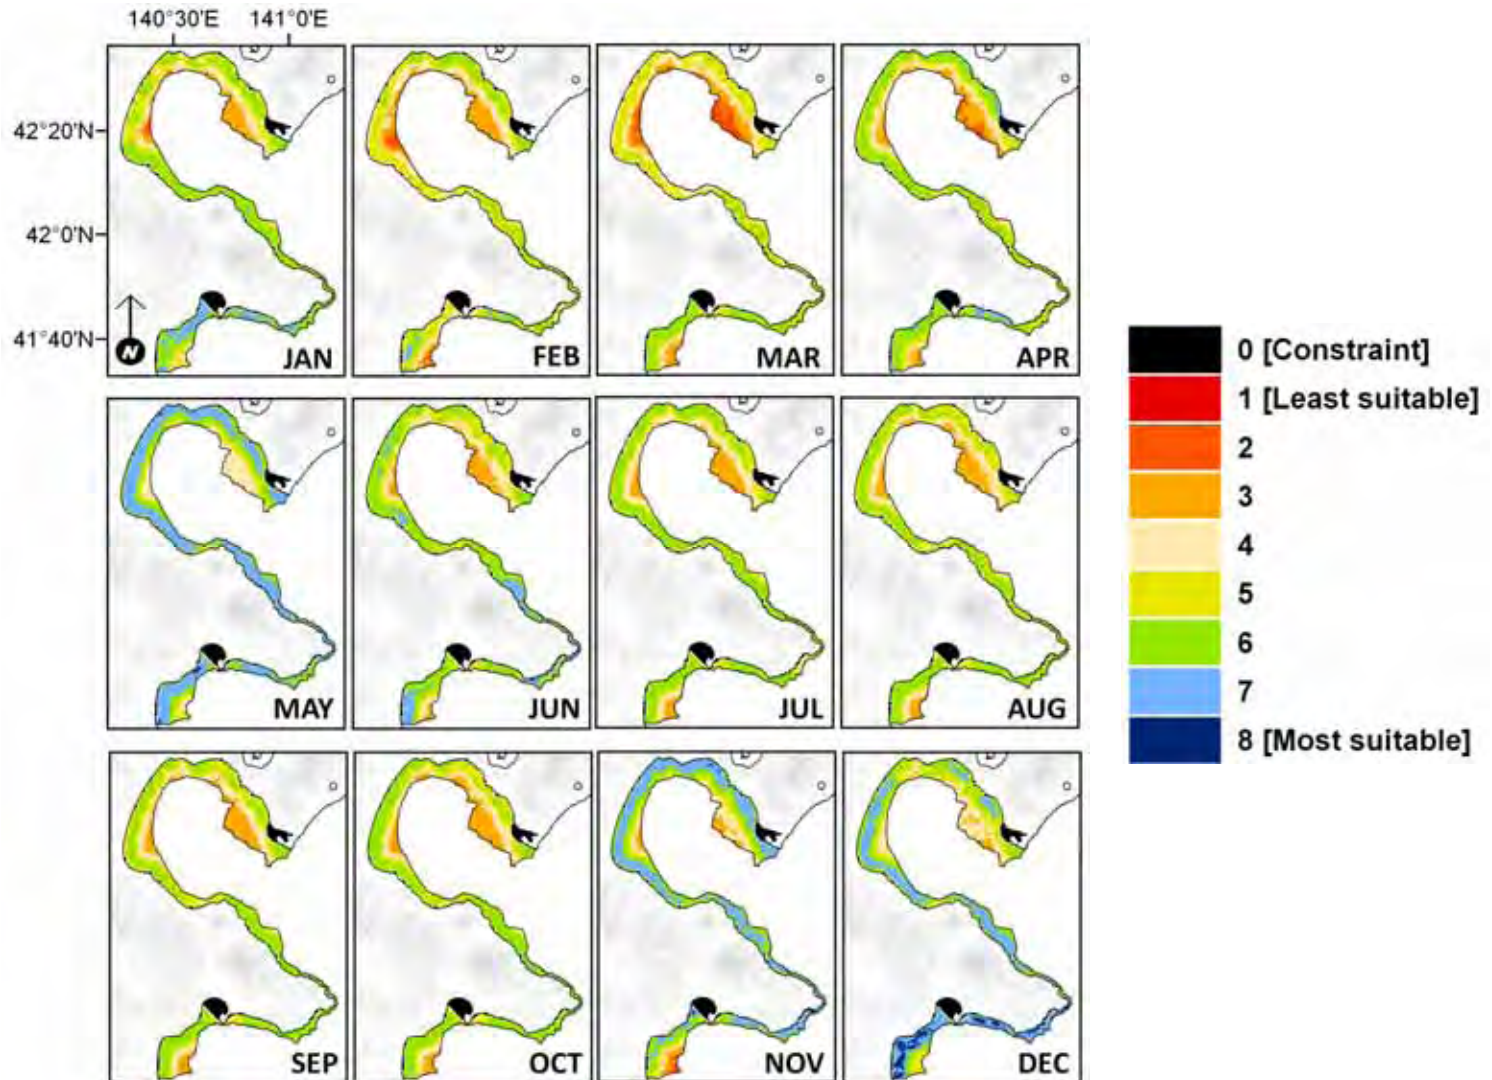 140°30'E 141°0'E
42°20'N
42°0'N
41°40'N
N
JAN FEB MAR APR
MAY JUN JUL AUG
SEP OCT NOV DEC
0 [Constraint]
1 [Least suitable]
2
3
4
5
6
7
8 [Most suitable]